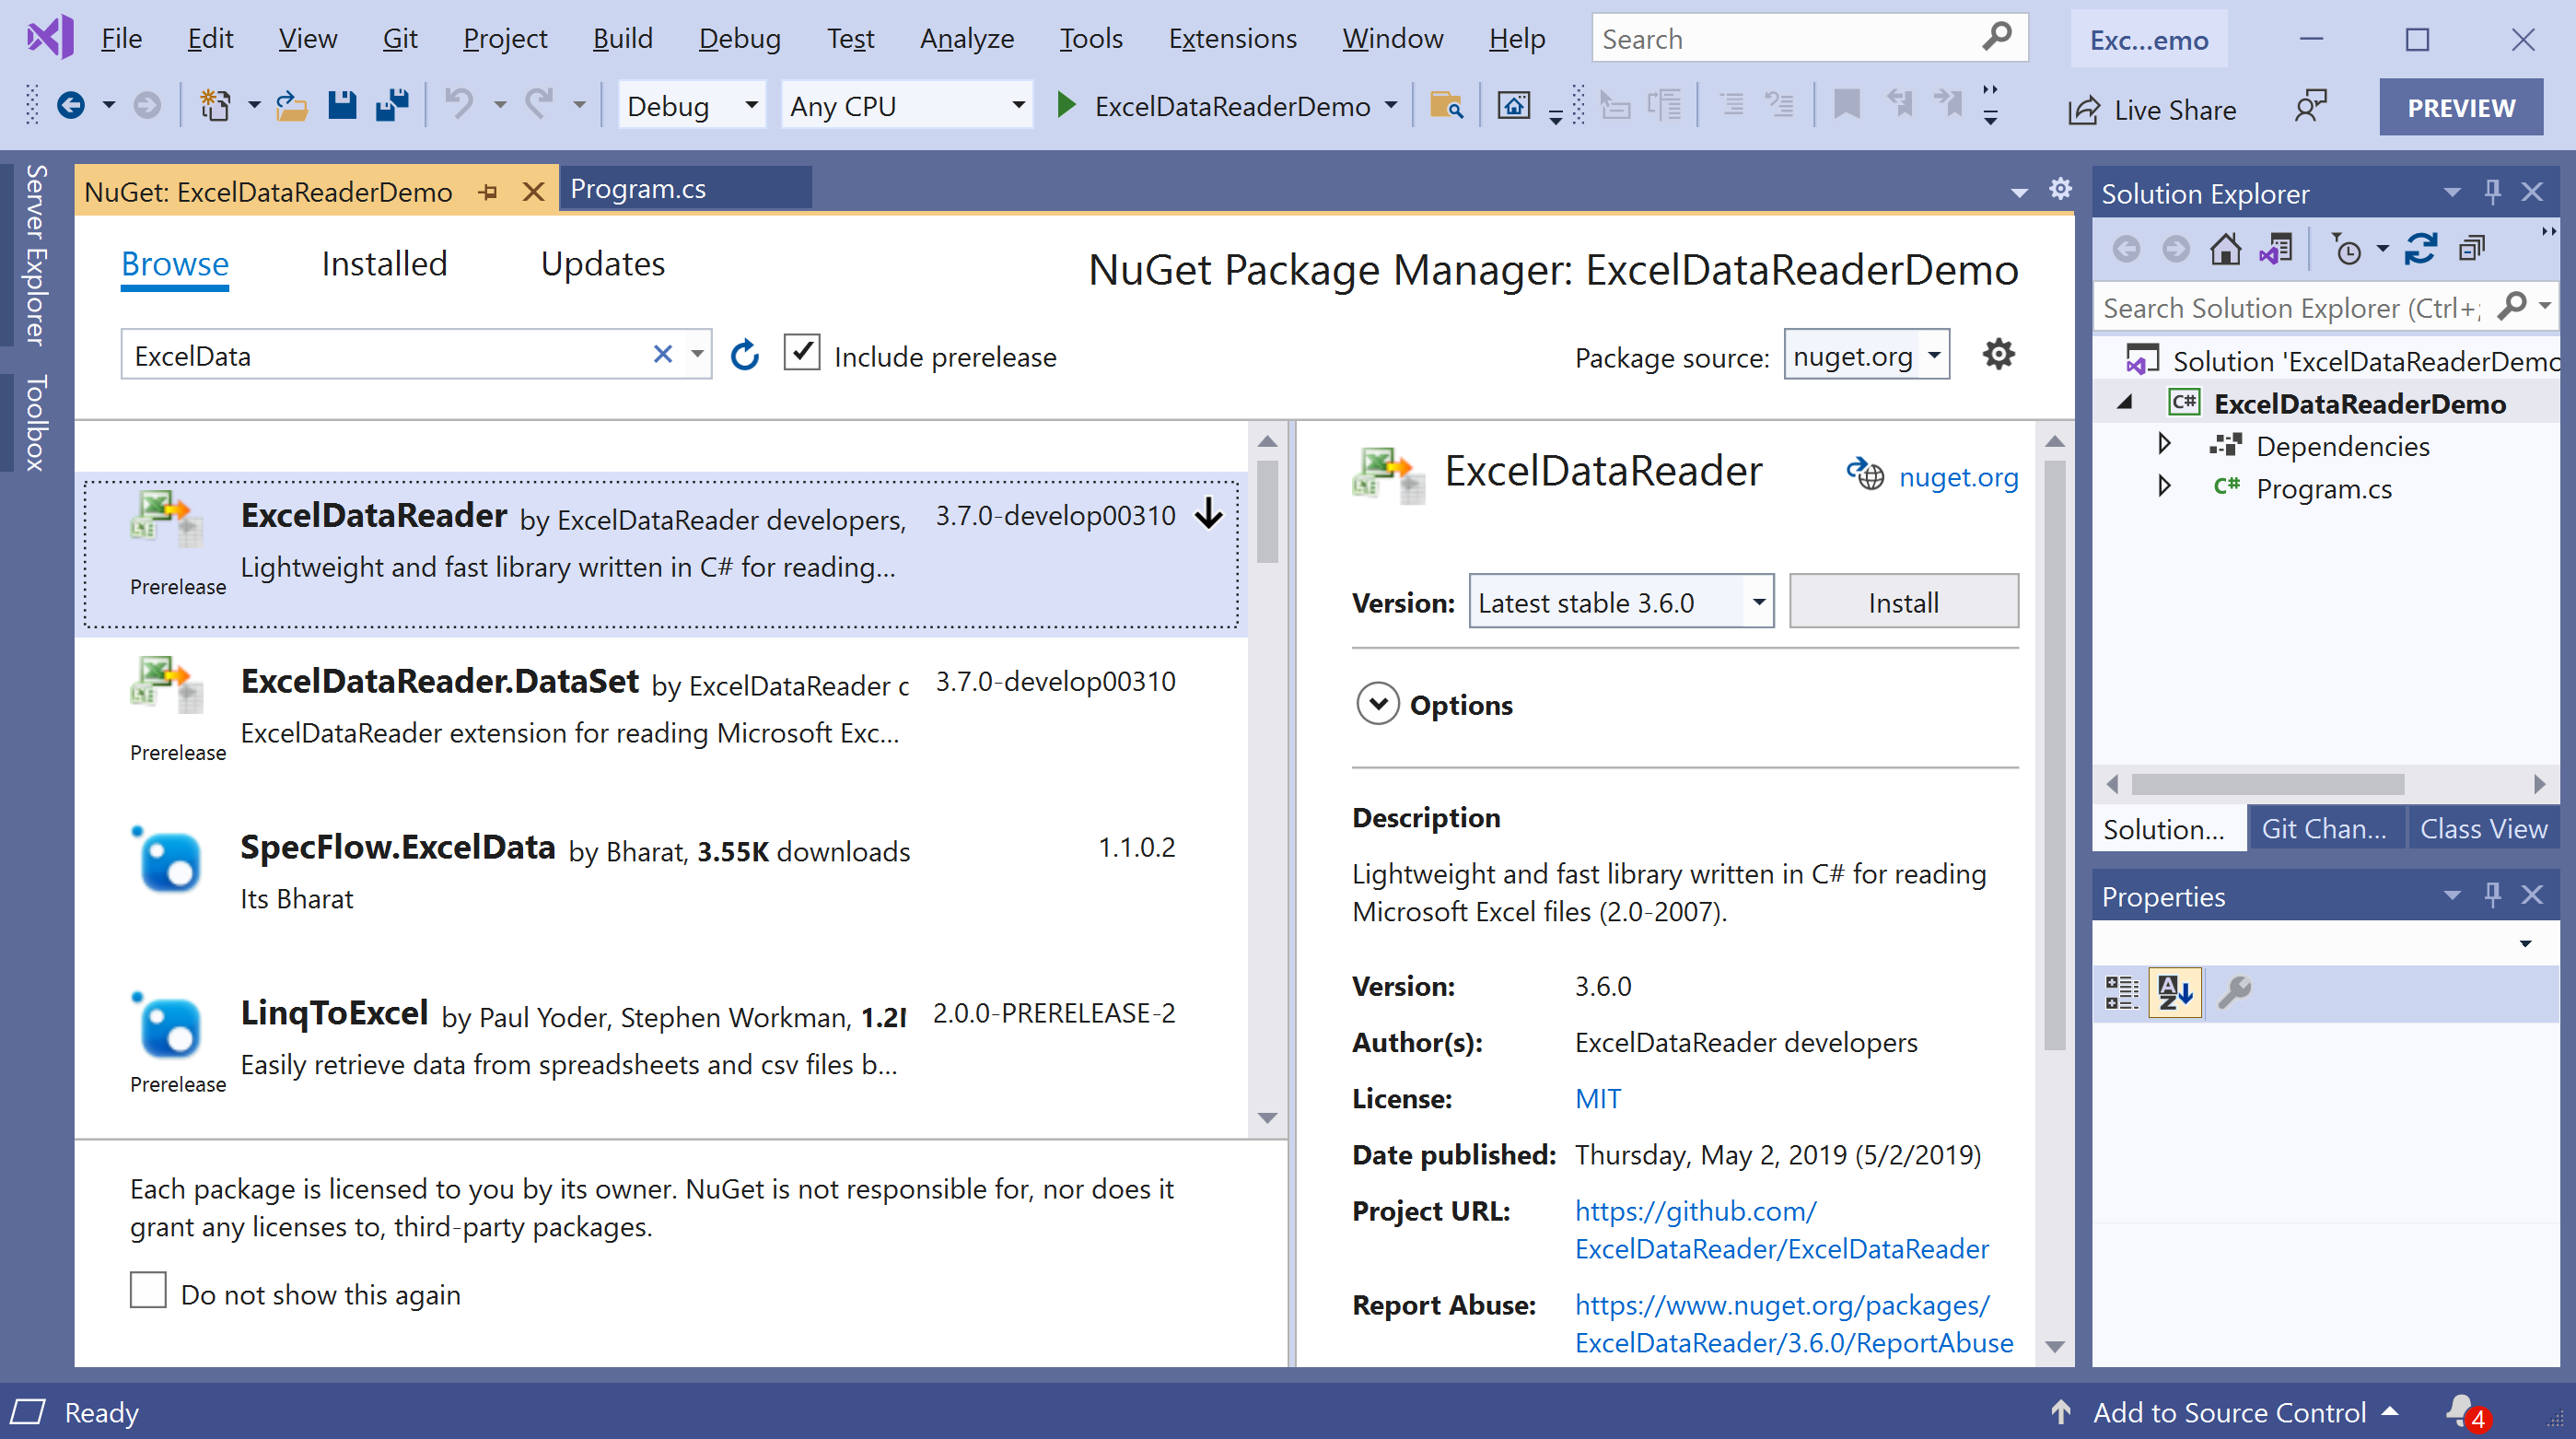 File Edit View Git Project Build Debug Test Analyze Tools Extensions Window Help Search Exc...emo
Debug Any CPU ExcelDataReaderDemo Live Share PREVIEW
Server Explorer
Toolbox
NuGet: ExcelDataReaderDemo Program.cs
Browse Installed Updates
NuGet Package Manager: ExcelDataReaderDemo
ExcelData Include prerelease Package source: nuget.org
ExcelDataReader by ExcelDataReader developers, 3.7.0-develop00310
Lightweight and fast library written in C# for reading...
Prerelease
ExcelDataReader.DataSet by ExcelDataReader 3.7.0-develop00310
ExcelDataReader extension for reading Microsoft Exc...
Prerelease
SpecFlow.ExcelData by Bharat, 3.55K downloads 1.1.0.2
Its Bharat
LinqToExcel by Paul Yoder, Stephen Workman, 2.0.0-PRERELEASE-2
Easily retrieve data from spreadsheets and csv files b...
Prerelease
Each package is licensed to you by its owner. NuGet is not responsible for, nor does it
grant any licenses to, third-party packages.
Do not show this again
ExcelDataReader nuget.org
Version: Latest stable 3.6.0 Install
Options
Description
Lightweight and fast library written in C# for reading
Microsoft Excel files (2.0-2007).
Version: 3.6.0
Author(s): ExcelDataReader developers
License: MIT
Date published: Thursday, May 2, 2019 (5/2/2019)
Project URL: https://github.com/
ExcelDataReader/ExcelDataReader
Report Abuse: https://www.nuget.org/packages/
ExcelDataReader/3.6.0/ReportAbuse
Solution Explorer
Search Solution Explorer (Ctrl+;
Solution 'ExcelDataReaderDemo
C# ExcelDataReaderDemo
Dependencies
C# Program.cs
Solution... Git Chan... Class View
Properties
Ready Add to Source Control 4